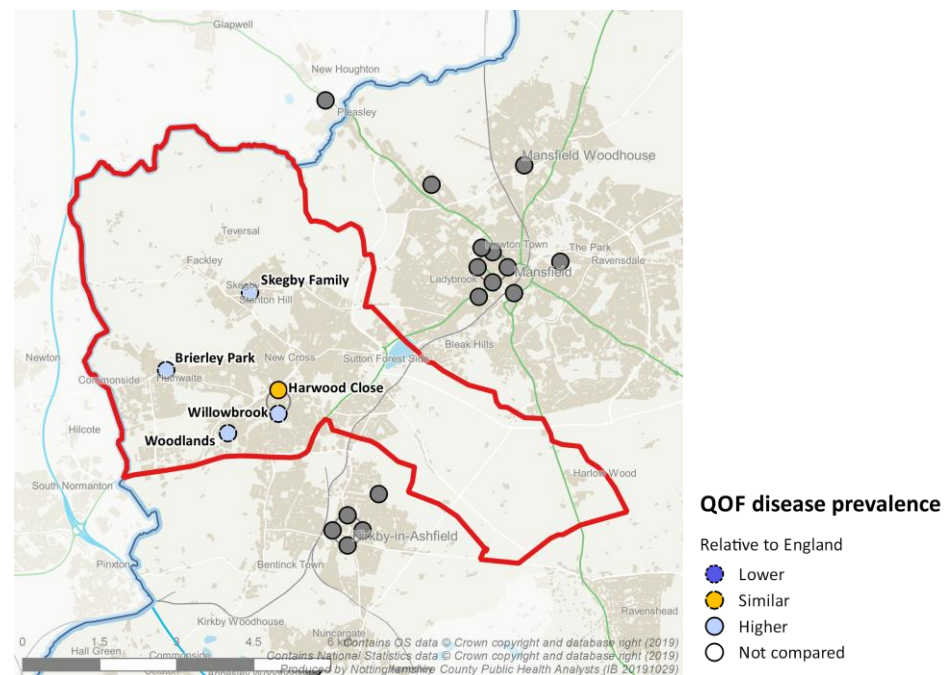 Glapwell
New Houghton
Pleasley
Mansfield Woodhouse
Teversal
The Park
Ravensdale
Fackley
Mansfield
Ladybrook
Skegby Family
Stanton Hill
Bleak Hills
Newton
Brierley Park
New Cross
Sutton Forest Side
Commonside
Huthwaite
Harwood Close
Willowbrook
Hilcote
Woodlands
Harlow Wood
South Normanton
QOF disease prevalence
Kirkby-in-Ashfield
Relative to England
Bentinck Town
Pinxton
Lower
Similar
Ravenshead
Kirkby Woodhouse
Higher
Nuncargate
Not compared
0 1.5 3 4.5 6 km
Contains OS data © Crown copyright and database right (2019)
Hall Green
Commonside
Contains National Statistics data © Crown copyright and database right (2019)
Produced by Nottinghamshire County Public Health Analysts (IB 20191029)